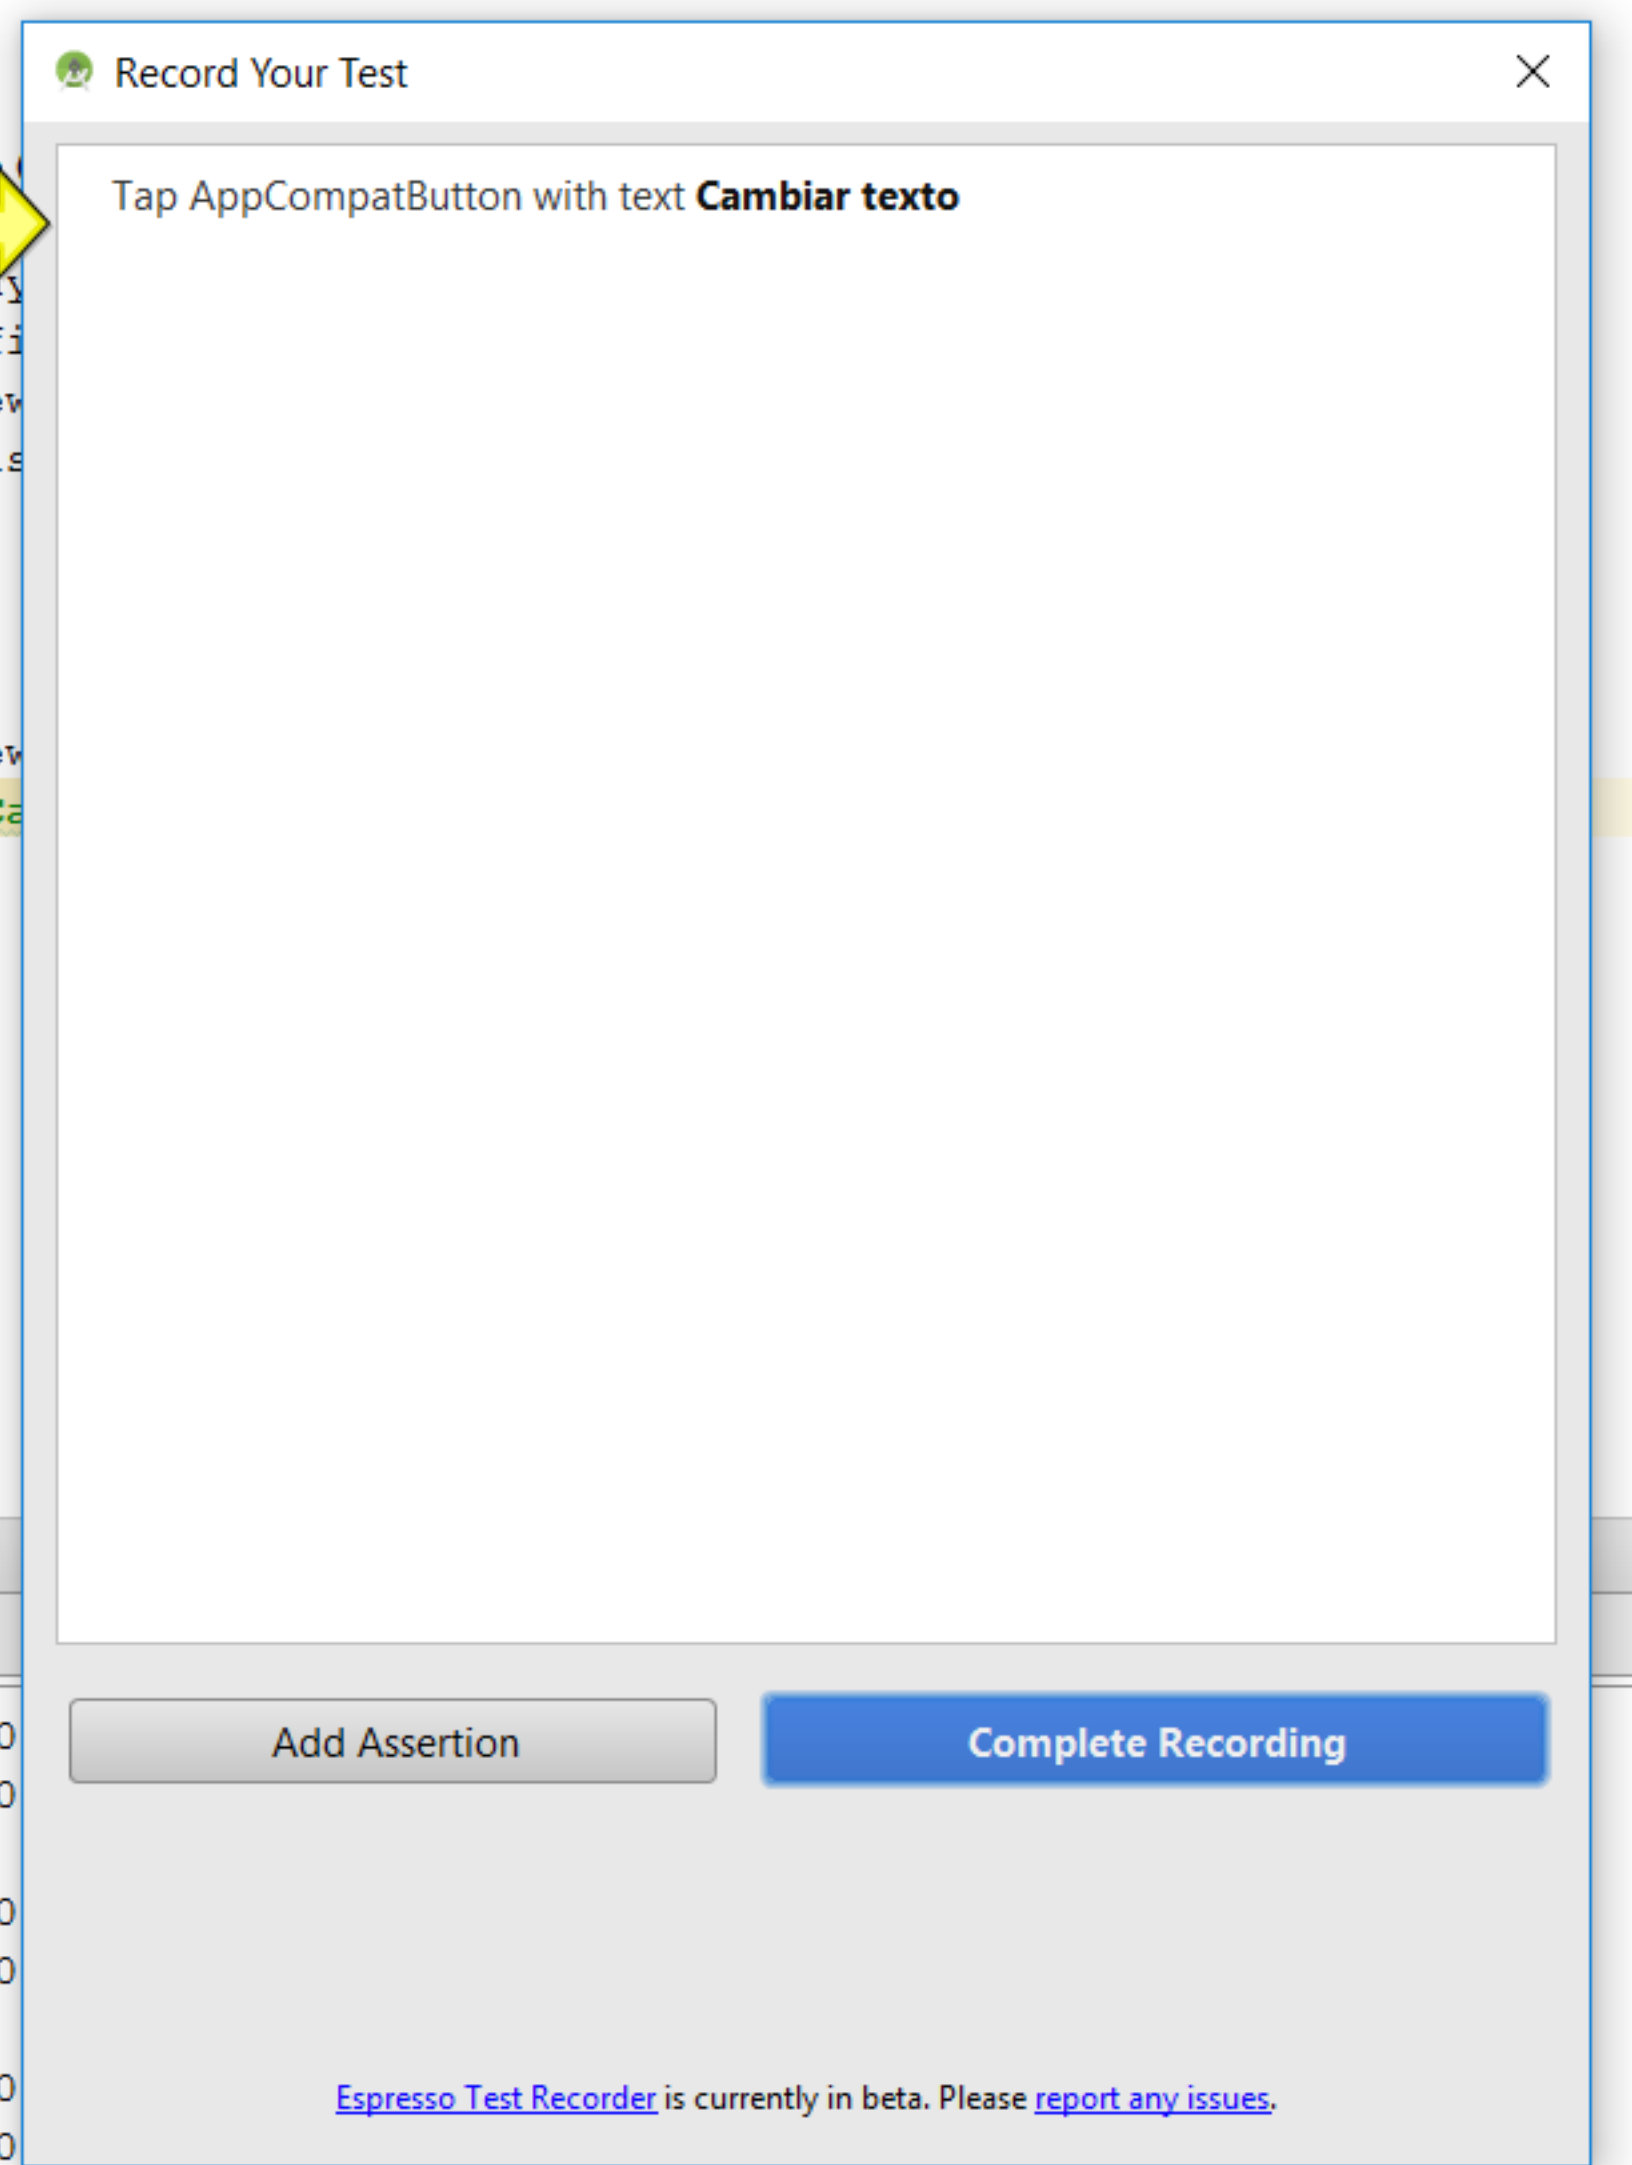 Record Your Test
Tap AppCompatButton with text Cambiar texto
Add Assertion
Complete Recording
Espresso Test Recorder is currently in beta. Please report any issues.